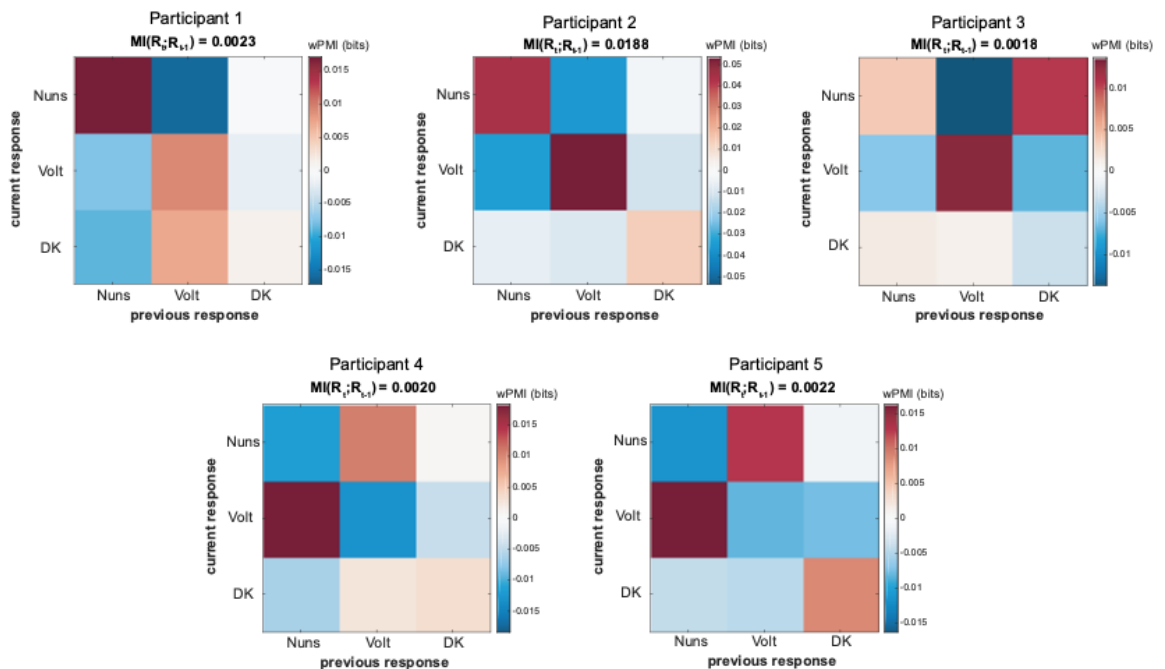 Participant 1
MI(Rt;Rt-1) = 0.0023
wPMI (bits)
0.015
0.010
0.005
0
-0.005
-0.010
-0.015
current response
Nuns
Volt
DK
Nuns Volt DK
previous response
Participant 2
MI(Rt;Rt-1) = 0.0188
wPMI (bits)
0.05
0.04
0.03
0.02
0.01
0
-0.01
-0.02
-0.03
-0.04
-0.05
current response
Nuns
Volt
DK
Nuns Volt DK
previous response
Participant 3
MI(Rt;Rt-1) = 0.0018
wPMI (bits)
0.01
0.005
0
-0.005
-0.01
current response
Nuns
Volt
DK
Nuns Volt DK
previous response
Participant 4
MI(Rt;Rt-1) = 0.0020
wPMI (bits)
0.015
0.010
0.005
0
-0.005
-0.01
-0.015
current response
Nuns
Volt
DK
Nuns Volt DK
previous response
Participant 5
MI(Rt;Rt-1) = 0.0022
wPMI (bits)
0.015
0.01
0.005
0
-0.005
-0.01
-0.015
current response
Nuns
Volt
DK
Nuns Volt DK
previous response